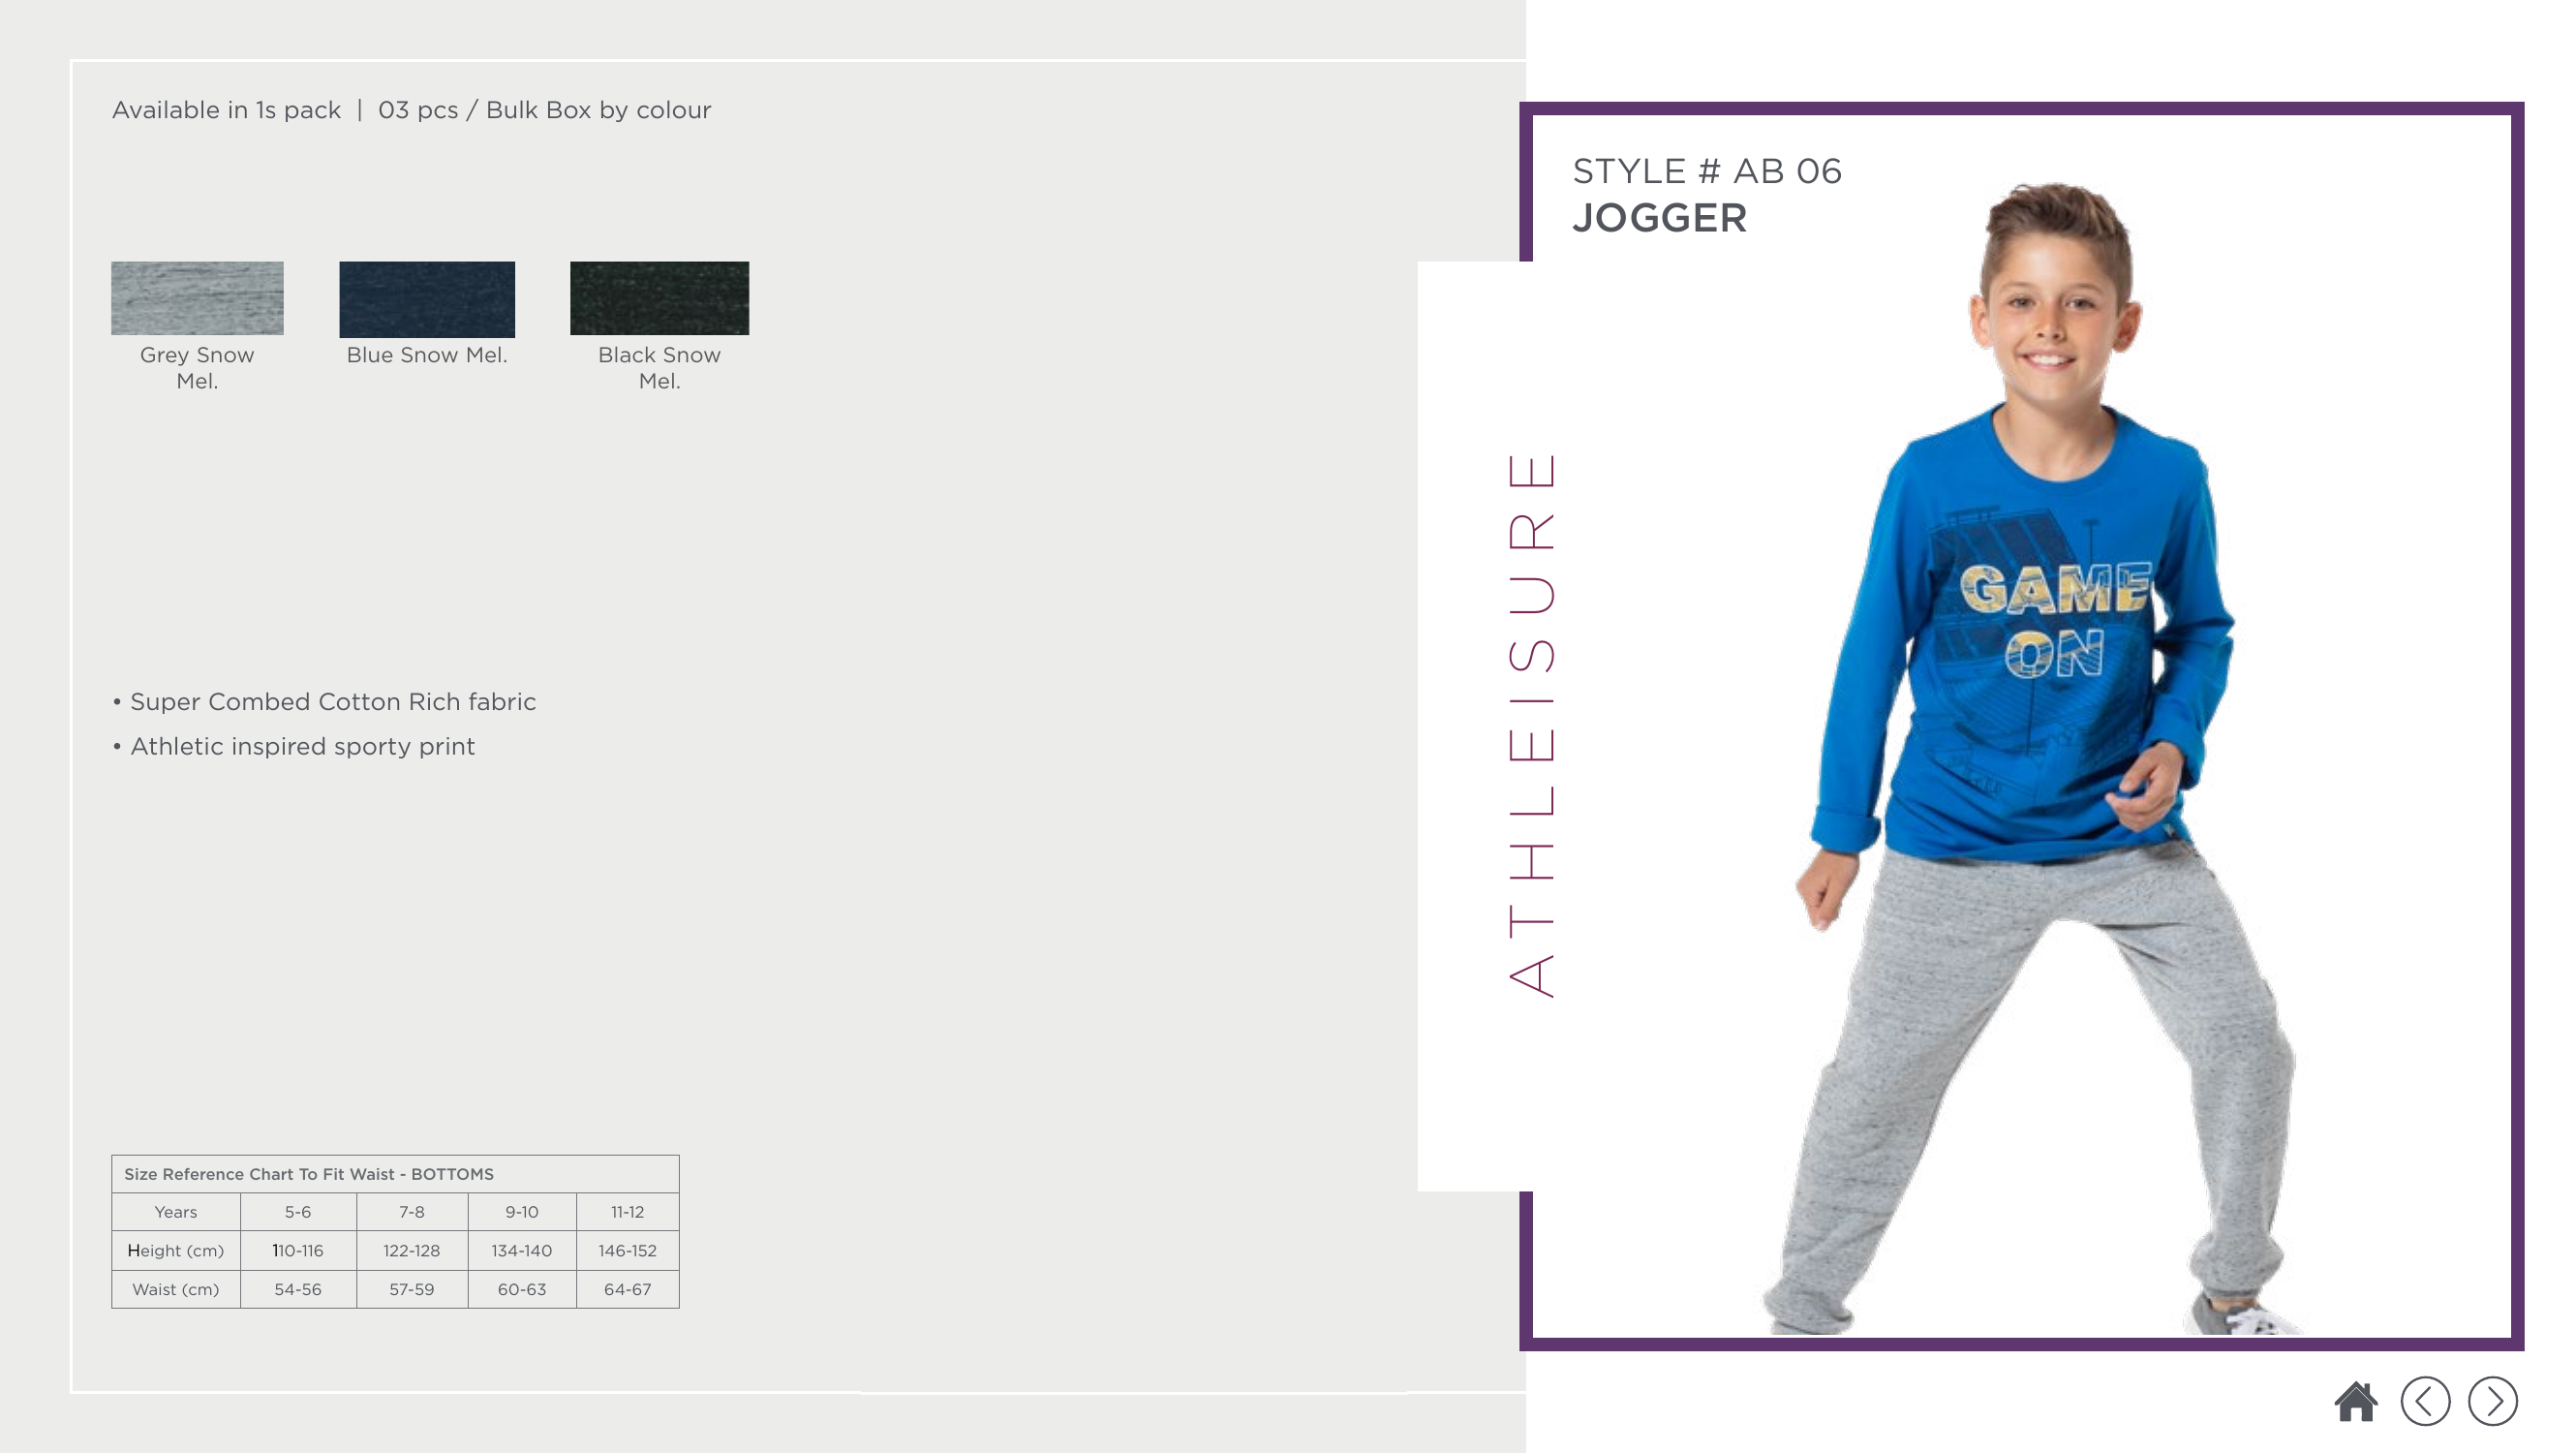 Available in 1s pack | 03 pcs / Bulk Box by colour
Grey Snow
Mel.
Blue Snow Mel.
Black Snow
Mel.
• Super Combed Cotton Rich fabric
• Athletic inspired sporty print
Size Reference Chart To Fit Waist - BOTTOMS
Years 5-6 7-8 9-10 11-12
Height (cm) 110-116 122-128 134-140 146-152
Waist (cm) 54-56 57-59 60-63 64-67
ATHLEISURE
STYLE # AB 06
JOGGER
GAME
ON